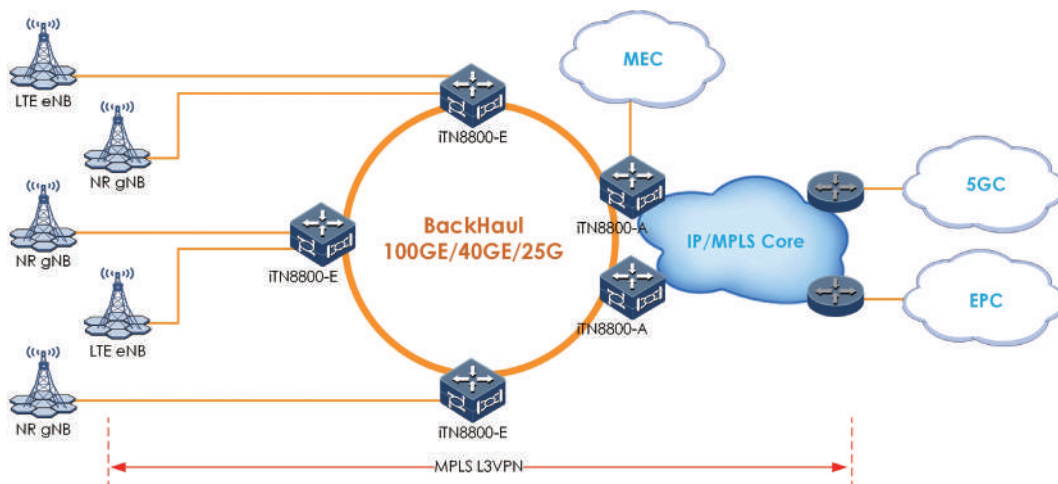 LTE eNB
NR gNB
NR gNB
LTE eNB
NR gNB
iTN8800-E
iTN8800-E
iTN8800-E
BackHaul
100GE/40GE/25G
MEC
iTN8800-A
iTN8800-A
IP/MPLS Core
5GC
EPC
MPLS L3VPN